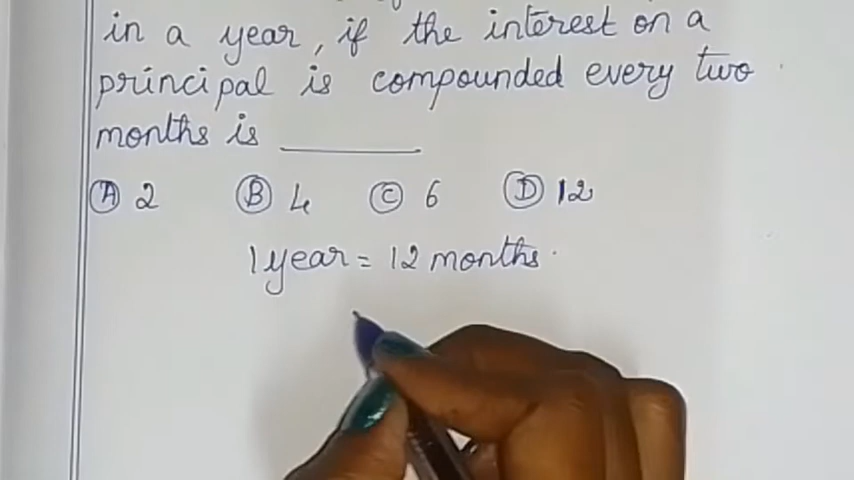 in a year, if the interest on a
principal is compounded every two
months is ________
(A) 2 (B) 4 (C) 6 (D) 12
1 year = 12 months.